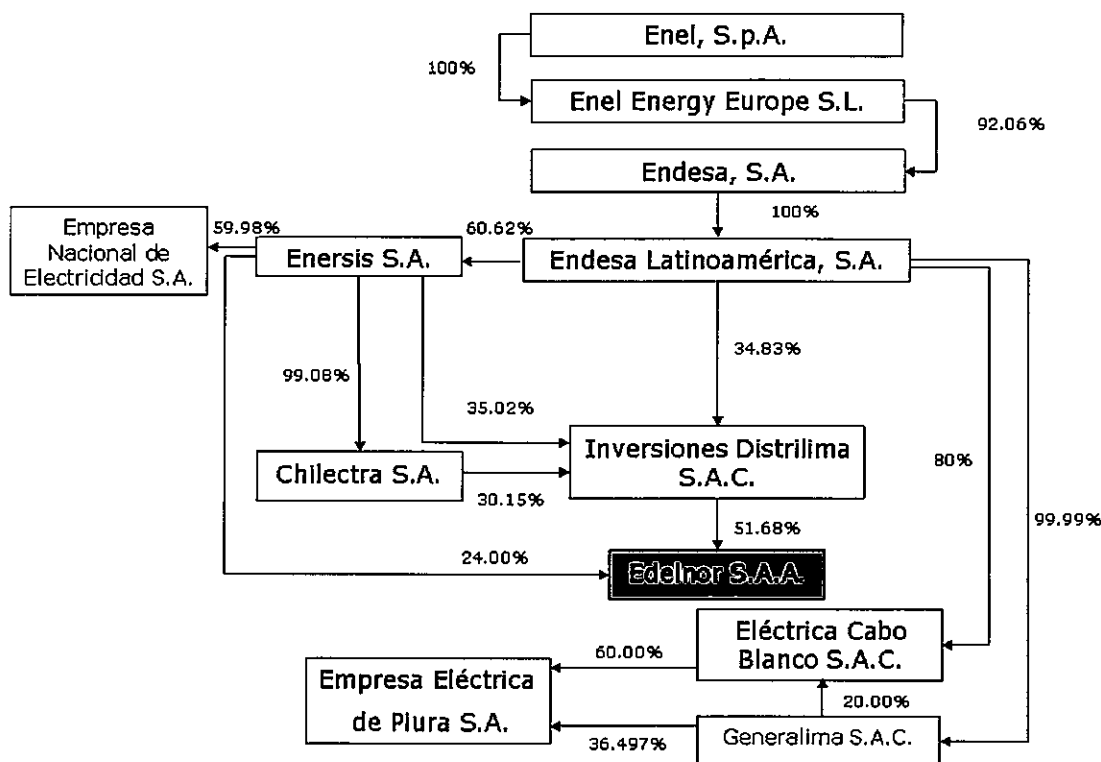 Enel, S.p.A.
100%
Enel Energy Europe S.L.
92.06%
Endesa, S.A.
100%
Empresa
Nacional de
Electricidad S.A.
59.98%
Enersis S.A.
60.62%
Endesa Latinoamérica, S.A.
34.83%
99.08%
35.02%
Inversiones Distrilima
S.A.C.
80%
Chilectra S.A.
30.15%
51.68%
99.99%
24.00%
Edelnor S.A.A.
Eléctrica Cabo
Blanco S.A.C.
60.00%
Empresa Eléctrica
de Piura S.A.
20.00%
36.497%
Generalima S.A.C.